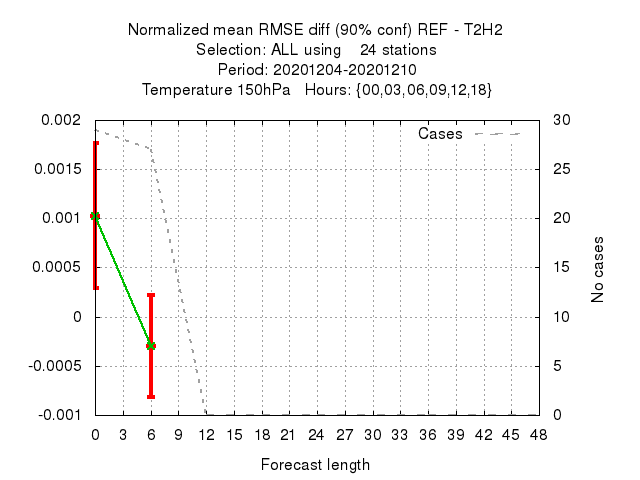 Normalized mean RMSE diff (90% conf) REF - T2H2
Selection: ALL using    24 stations
Period: 20201204-20201210
Temperature 150hPa   Hours: {00,03,06,09,12,18}
0.002
0.0015
0.001
0.0005
0
-0.0005
-0.001
Cases
30
25
20
15
10
5
0
No cases
0 3 6 9 12 15 18 21 24 27 30 33 36 39 42 45 48
Forecast length